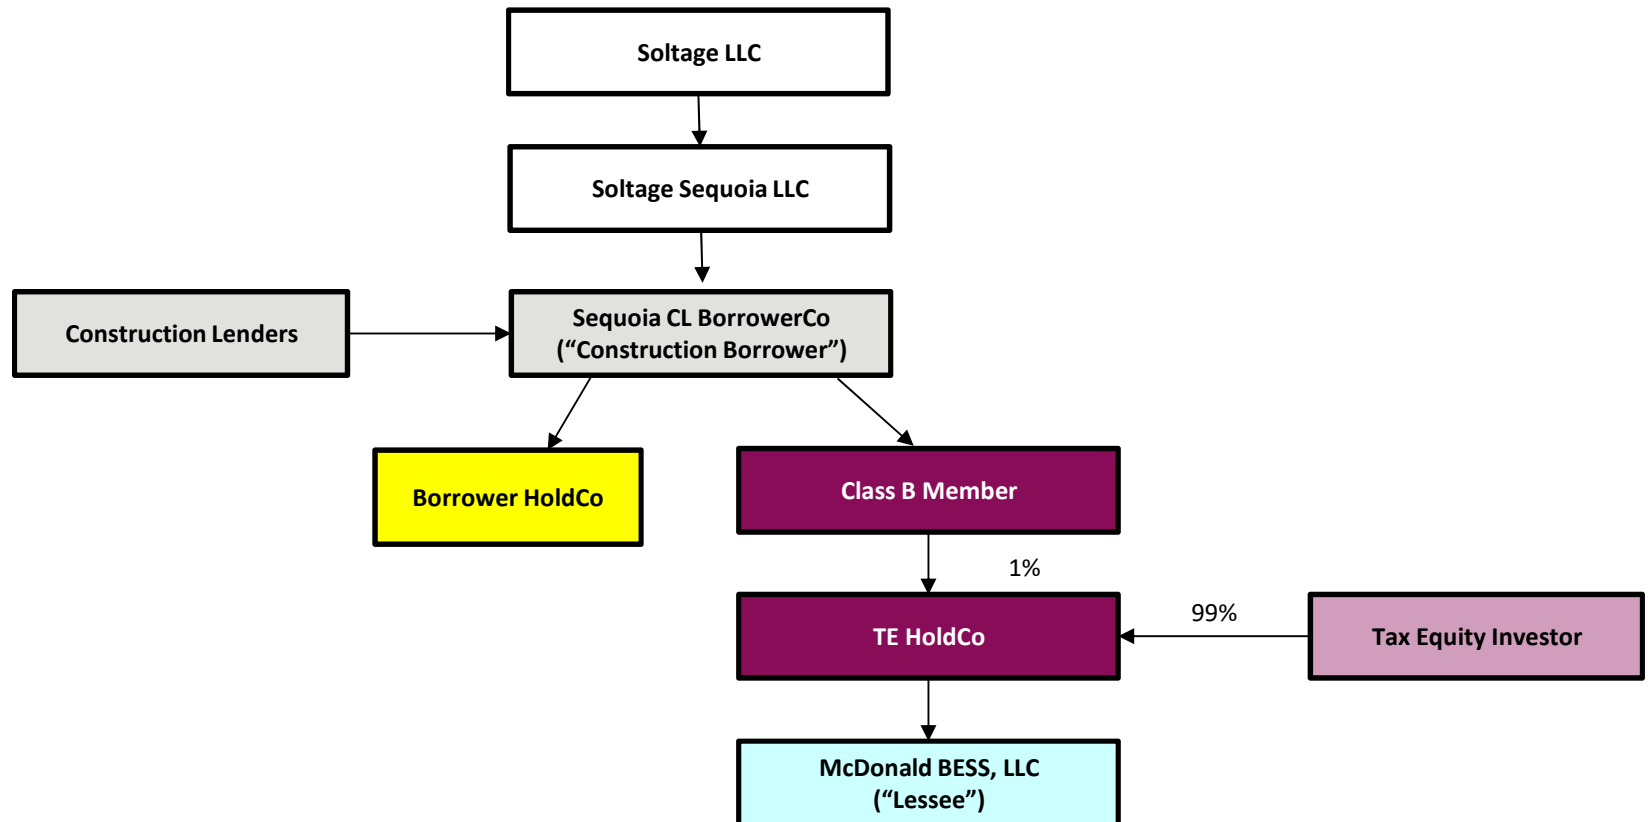 Soltage LLC
Soltage Sequoia LLC
Construction Lenders
Sequoia CL BorrowerCo
(“Construction Borrower”)
Borrower HoldCo
Class B Member
1%
TE HoldCo
99%
Tax Equity Investor
McDonald BESS, LLC
(“Lessee”)